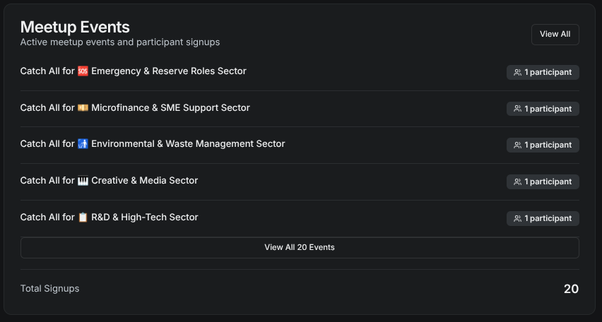 Meetup Events
Active meetup events and participant signups
View All
Catch All for 🆘 Emergency & Reserve Roles Sector
1 participant
Catch All for 💴 Microfinance & SME Support Sector
1 participant
Catch All for 🚮 Environmental & Waste Management Sector
1 participant
Catch All for 🎹 Creative & Media Sector
1 participant
Catch All for 📋 R&D & High-Tech Sector
1 participant
View All 20 Events
Total Signups
20